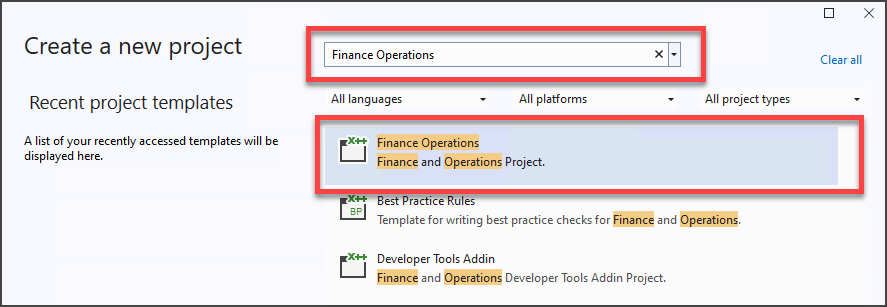 Create a new project
Finance Operations
Clear all
Recent project templates
All languages
All platforms
All project types
A list of your recently accessed templates will
be displayed here.
X++
Finance Operations
Finance and Operations Project.
X++
BP
Best Practice Rules
Template for writing best practice checks for Finance and Operations.
X++
Developer Tools Addin
Finance and Operations Developer Tools Addin Project.